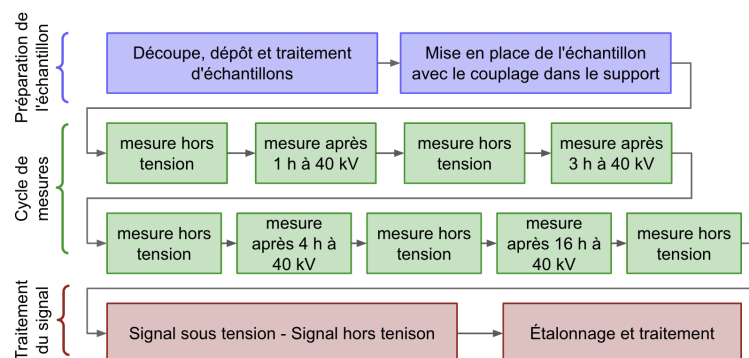 Préparation de
l'échantillon
Découpe, dépôt et traitement
d'échantillons
Mise en place de l'échantillon
avec le couplage dans le support
Cycle de
mesures
mesure hors
tension
mesure après
1 h à 40 kV
mesure hors
tension
mesure après
3 h à 40 kV
mesure hors
tension
mesure
après 4 h à
40 kV
mesure hors
tension
mesure
après 16 h à
40 kV
mesure hors
tension
Traitement
du signal
Signal sous tension - Signal hors tenison
Étalonnage et traitement